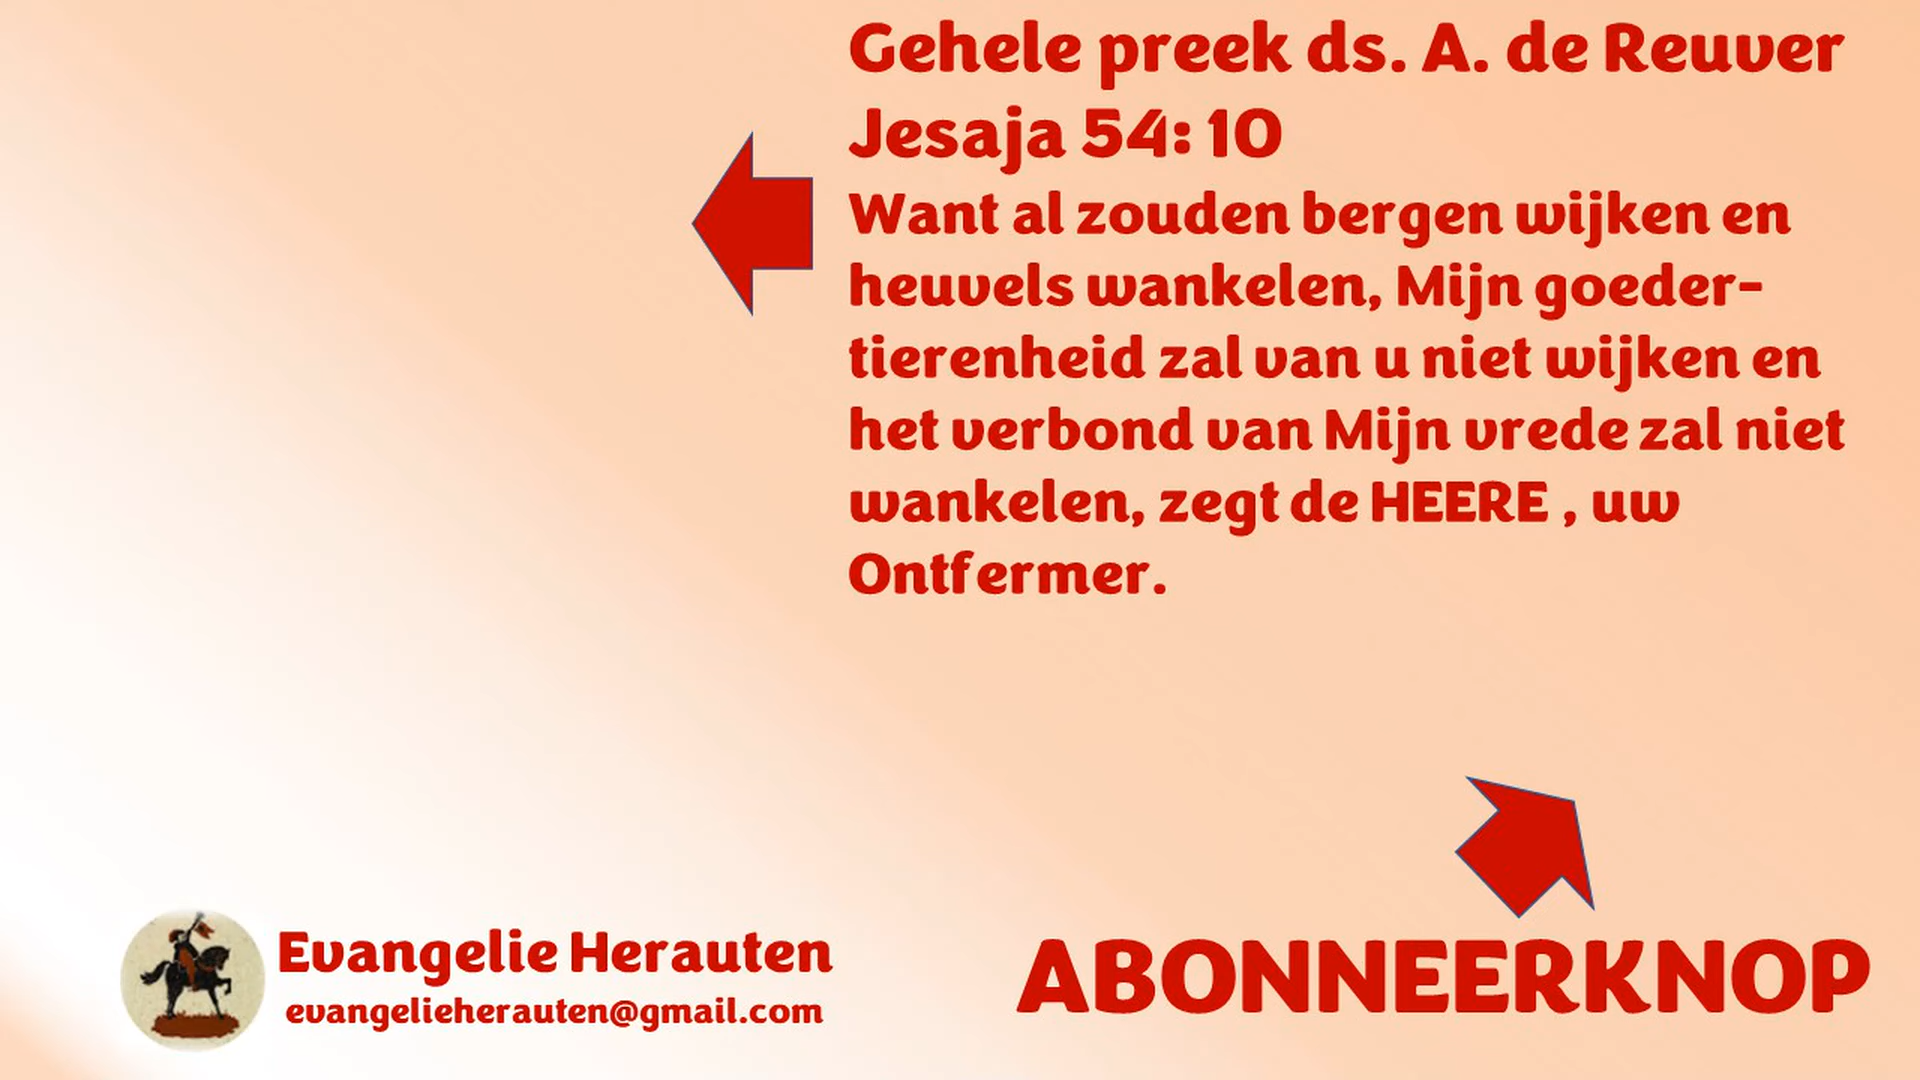 Gehele preek ds. A. de Reuver
Jesaja 54: 10
Want al zouden bergen wijken en
heuvels wankelen, Mijn goeder-
tierenheid zal van u niet wijken en
het verbond van Mijn vrede zal niet
wankelen, zegt de HEERE , uw
Ontfermer.
Evangelie Herauten
evangelieherauten@gmail.com
ABONNEERKNOP